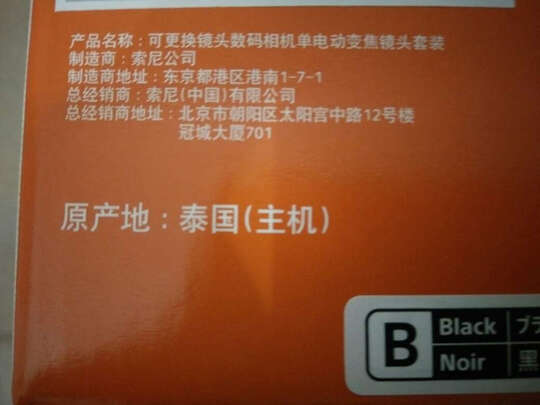 产品名称：可更换镜头数码相机单电动变焦镜头套装
制造商：索尼公司
制造商地址：东京都港区港南1-7-1
总经销商：索尼(中国)有限公司
总经销商地址：北京市朝阳区太阳宫中路12号楼
冠城大厦701
原产地：泰国(主机)
B
Black
Noir
黑